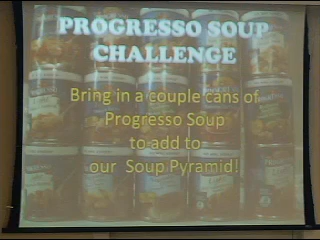 PROGRESSO SOUP
CHALLENGE
Bring in a couple cans of
Progresso Soup
to add to
our Soup Pyramid!